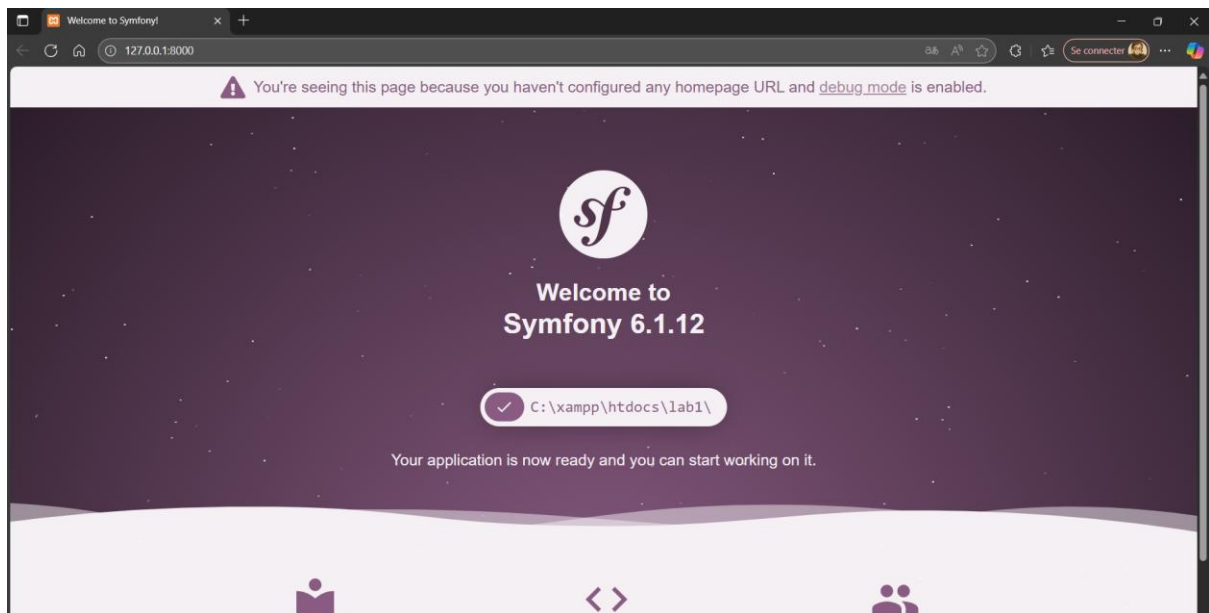 Welcome to Symfony!
127.0.0.1:8000
Se connecter
You're seeing this page because you haven't configured any homepage URL and debug mode is enabled.
sf
Welcome to
Symfony 6.1.12
C:\xampp\htdocs\lab1\
Your application is now ready and you can start working on it.